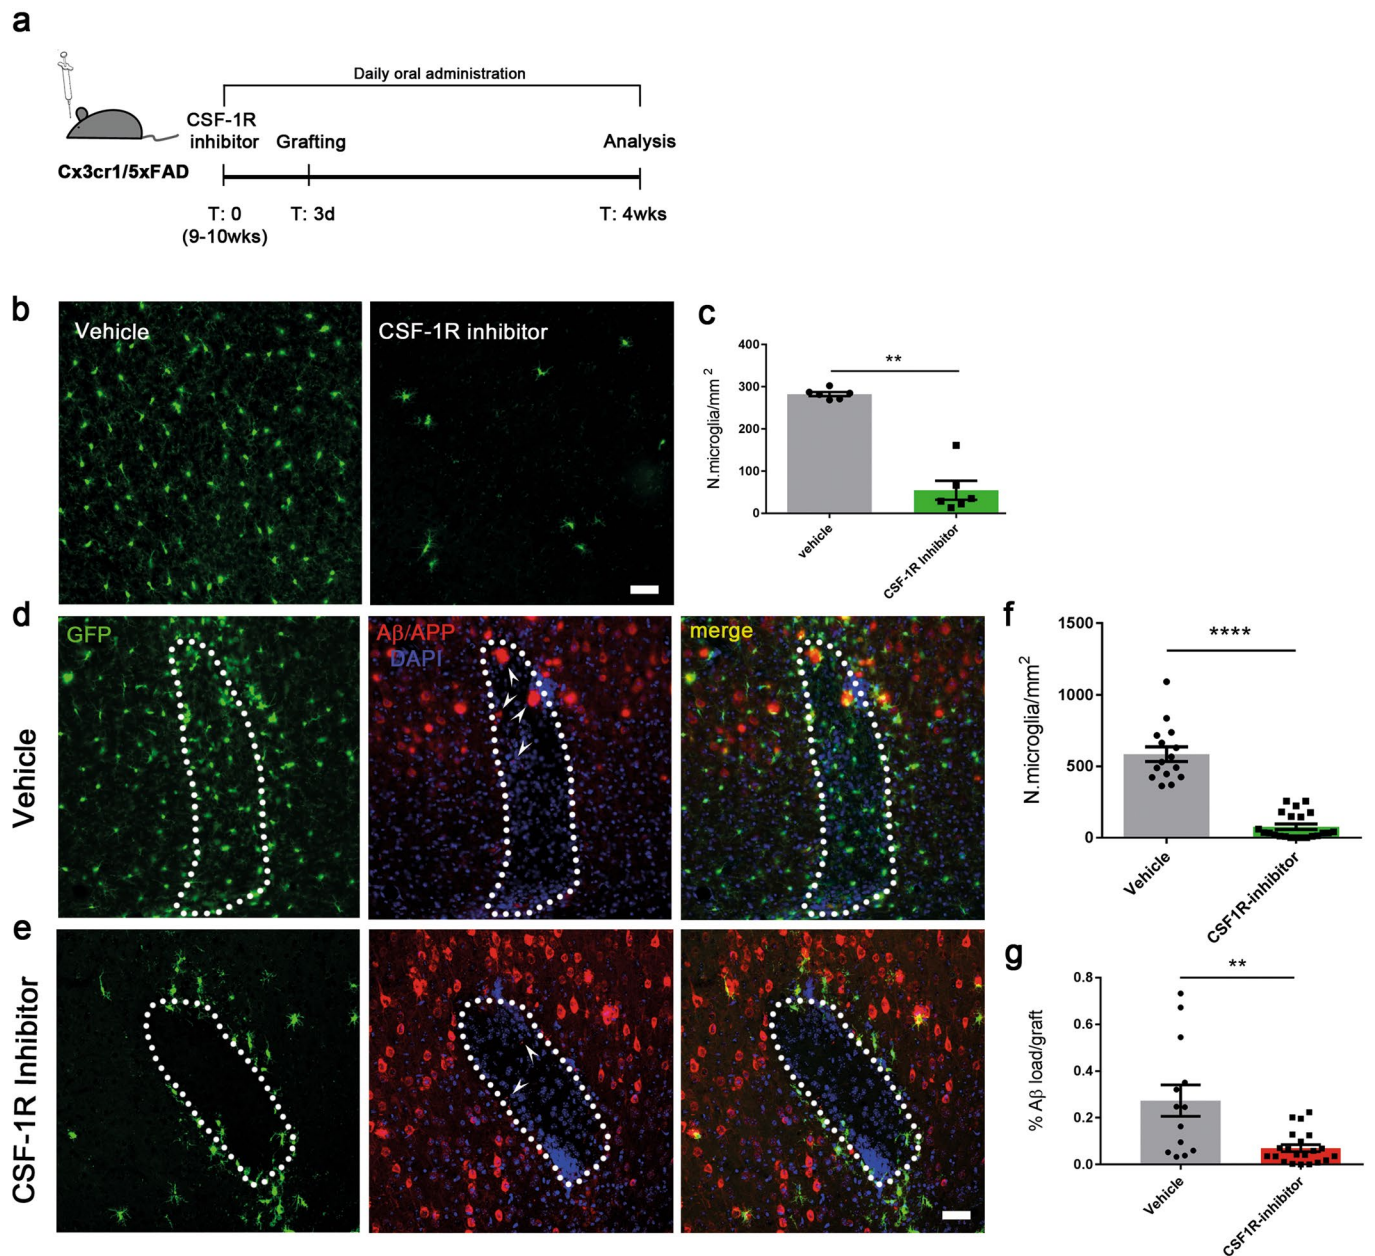 a
Daily oral administration
CSF-1R
inhibitor
Grafting
Analysis
Cx3cr1/5xFAD
T: 0
(9-10wks)
T: 3d
T: 4wks
b
Vehicle
CSF-1R inhibitor
c
400
300
200
100
0
N.microglia/mm 2
**
vehicle
CSF-1R Inhibitor
d
Vehicle
GFP
Aβ/APP
DAPI
merge
e
CSF-1R Inhibitor
f
1500
1000
500
0
N.microglia/mm2
****
Vehicle
CSF1R-inhibitor
g
0.8
0.6
0.4
0.2
0.0
% Aβ load/graft
**
Vehicle
CSF1R-inhibitor